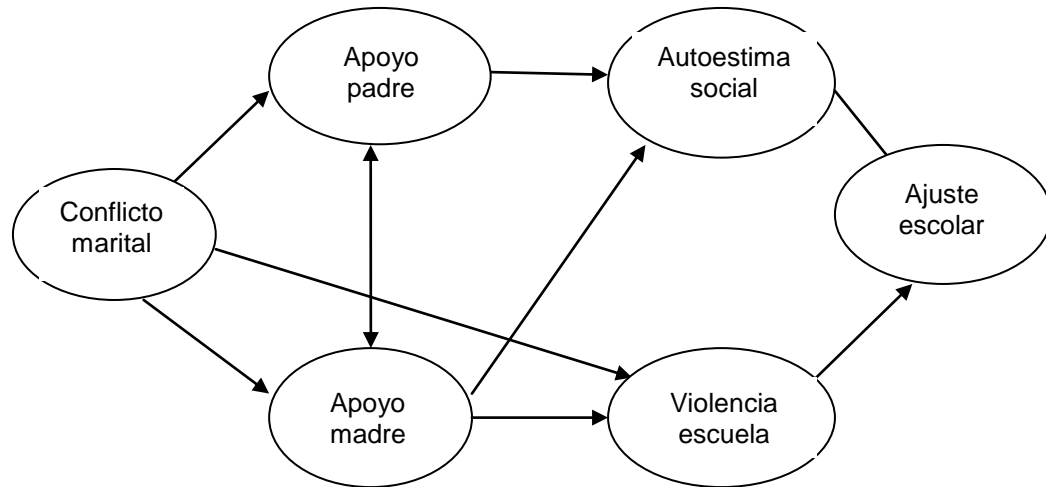 Apoyo
padre
Autoestima
social
Conflicto
marital
Ajuste
escolar
Apoyo
madre
Violencia
escuela